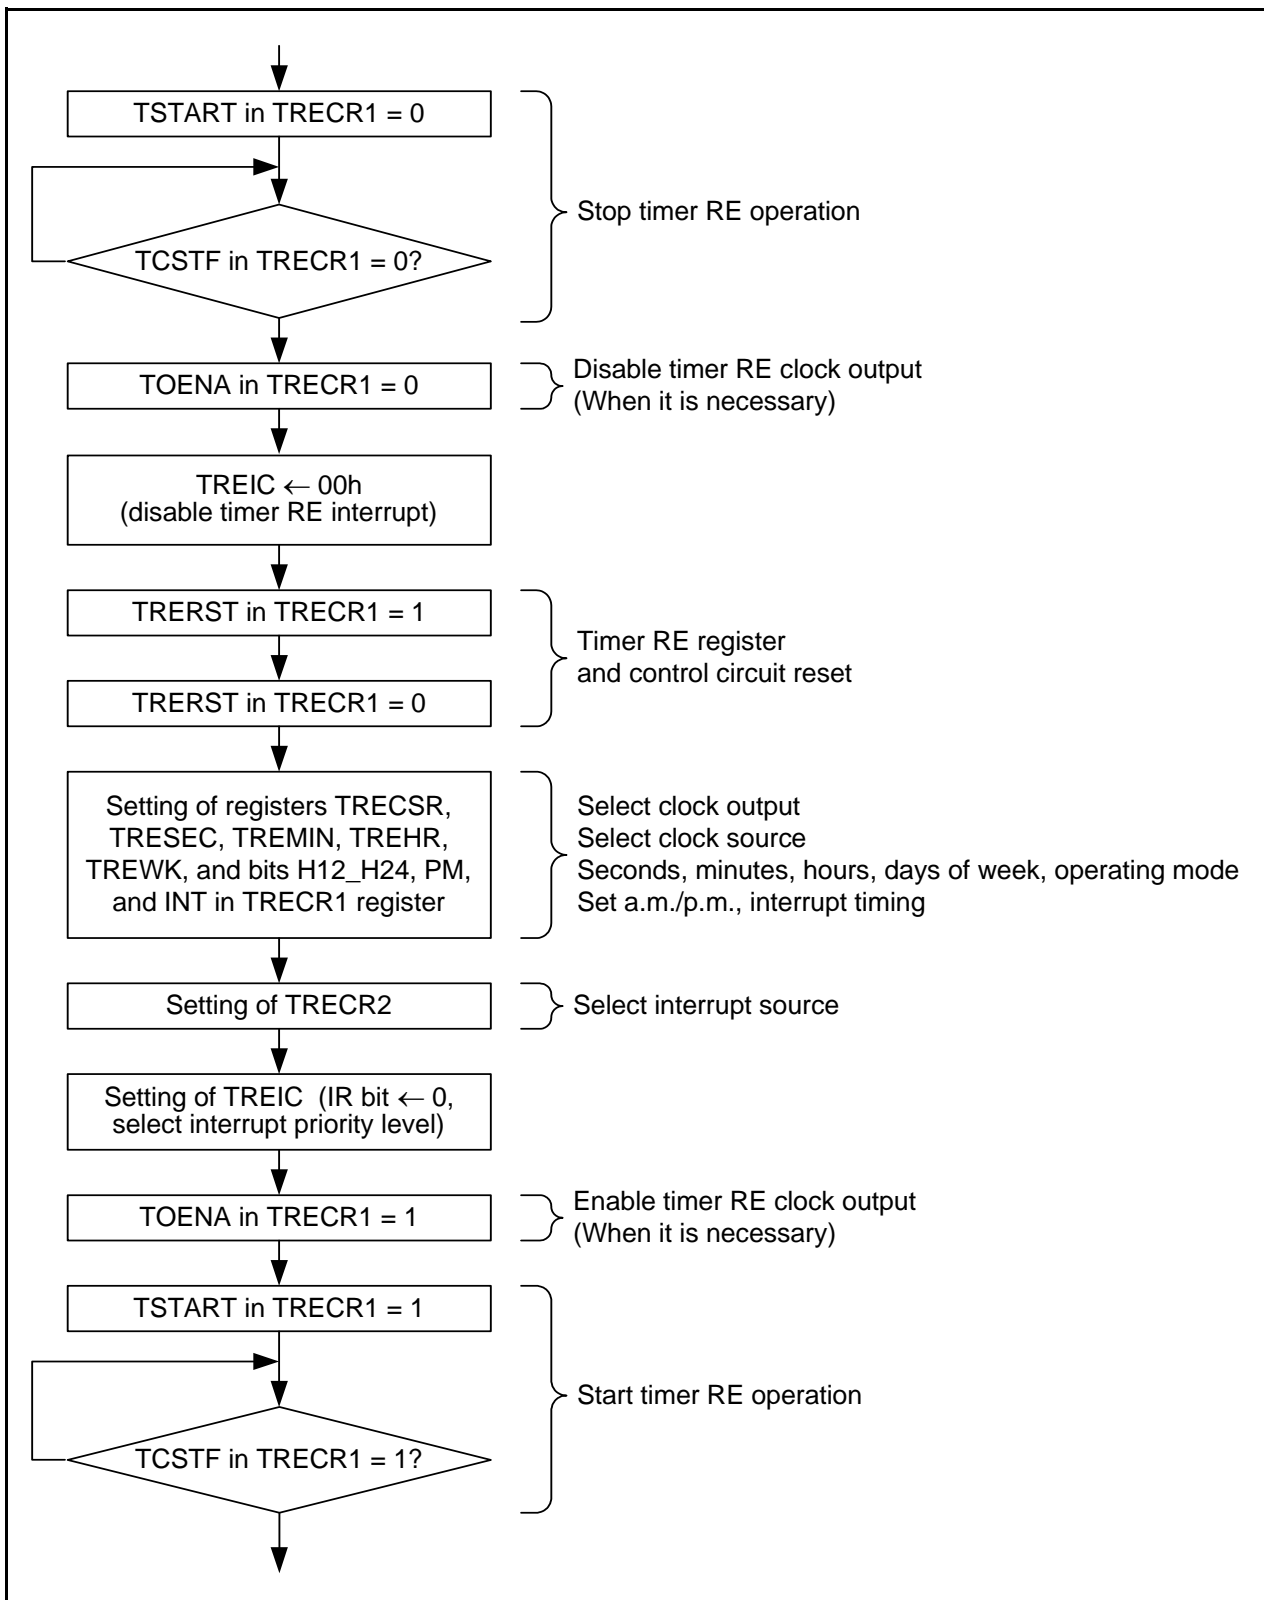 TSTART in TRECR1 = 0
Stop timer RE operation
TCSTF in TRECR1 = 0?
TOENA in TRECR1 = 0
Disable timer RE clock output
(When it is necessary)
TREIC ← 00h
(disable timer RE interrupt)
TRERST in TRECR1 = 1
Timer RE register
and control circuit reset
TRERST in TRECR1 = 0
Setting of registers TRECSR,
TRESEC, TREMIN, TREHR,
TREWK, and bits H12_H24, PM,
and INT in TRECR1 register
Select clock output
Select clock source
Seconds, minutes, hours, days of week, operating mode
Set a.m./p.m., interrupt timing
Setting of TRECR2
Select interrupt source
Setting of TREIC (IR bit ← 0,
select interrupt priority level)
TOENA in TRECR1 = 1
Enable timer RE clock output
(When it is necessary)
TSTART in TRECR1 = 1
Start timer RE operation
TCSTF in TRECR1 = 1?